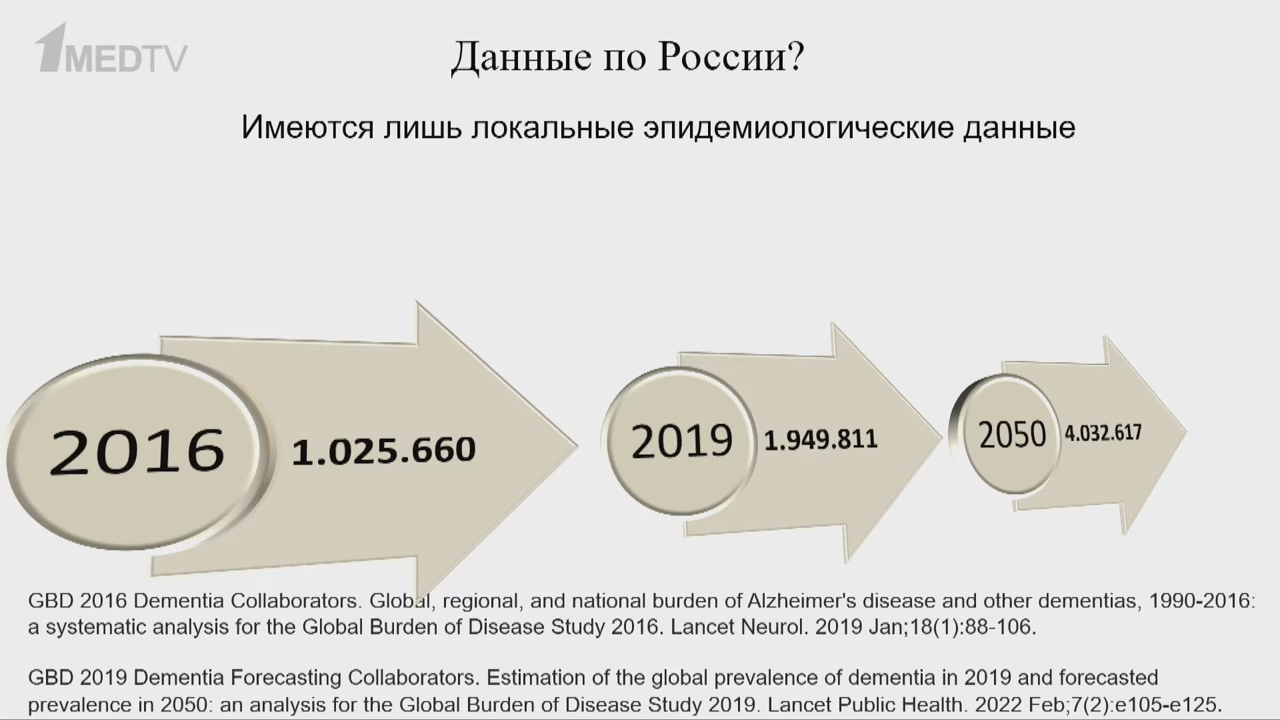 1MEDTV
Данные по России?
Имеются лишь локальные эпидемиологические данные
2016 1.025.660 2019 1.949.811 2050 4.032.617
GBD 2016 Dementia Collaborators. Global, regional, and national burden of Alzheimer's disease and other dementias, 1990-2016:
a systematic analysis for the Global Burden of Disease Study 2016. Lancet Neurol. 2019 Jan;18(1):88-106.
GBD 2019 Dementia Forecasting Collaborators. Estimation of the global prevalence of dementia in 2019 and forecasted
prevalence in 2050: an analysis for the Global Burden of Disease Study 2019. Lancet Public Health. 2022 Feb;7(2):e105-e125.